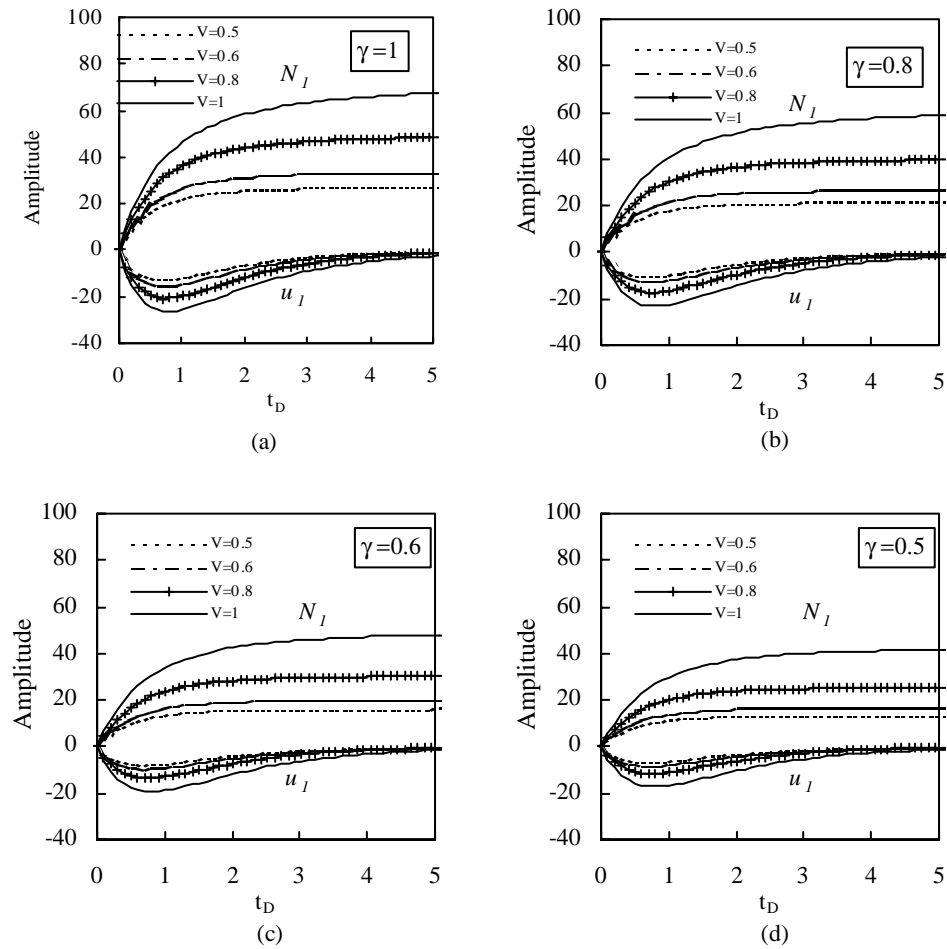 100
80
60
40
20
0
-20
-40
Amplitude
V=0.5
V=0.6
V=0.8
V=1
γ=1
N₁
u₁
0 1 2 3 4 5
t_D
(a)
100
80
60
40
20
0
-20
-40
Amplitude
V=0.5
V=0.6
V=0.8
V=1
γ=0.8
N₁
u₁
0 1 2 3 4 5
t_D
(b)
100
80
60
40
20
0
-20
-40
Amplitude
V=0.5
V=0.6
V=0.8
V=1
γ=0.6
N₁
u₁
0 1 2 3 4 5
t_D
(c)
100
80
60
40
20
0
-20
-40
Amplitude
V=0.5
V=0.6
V=0.8
V=1
γ=0.5
N₁
u₁
0 1 2 3 4 5
t_D
(d)